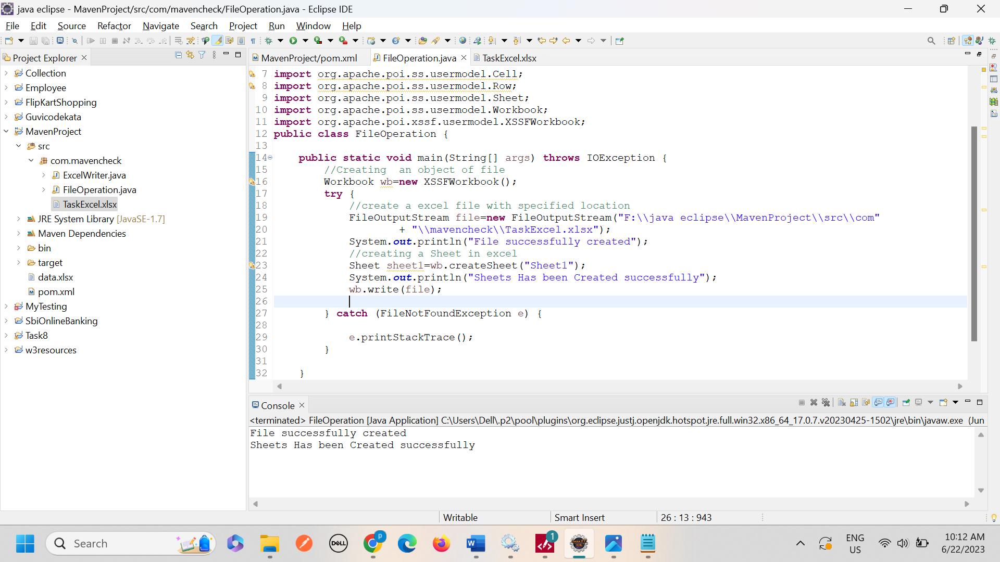 java eclipse - MavenProject/src/com/mavencheck/FileOperation.java - Eclipse IDE
File Edit Source Refactor Navigate Search Project Run Window Help
Project Explorer
Collection
Employee
FlipKartShopping
Guvicodekata
MavenProject
src
com.mavencheck
ExcelWriter.java
FileOperation.java
TaskExcel.xlsx
JRE System Library [JavaSE-1.7]
Maven Dependencies
bin
target
data.xlsx
pom.xml
MyTesting
SbiOnlineBanking
Task8
w3resources
MavenProject/pom.xml FileOperation.java TaskExcel.xlsx
7 import org.apache.poi.ss.usermodel.Cell;
8 import org.apache.poi.ss.usermodel.Row;
9 import org.apache.poi.ss.usermodel.Sheet;
10 import org.apache.poi.ss.usermodel.Workbook;
11 import org.apache.poi.xssf.usermodel.XSSFWorkbook;
12 public class FileOperation {
13
14 public static void main(String[] args) throws IOException {
15 //Creating  an object of file
16 Workbook wb=new XSSFWorkbook();
17 try {
18 //create a excel file with specified location
19 FileOutputStream file=new FileOutputStream("F:\\java eclipse\\MavenProject\\src\\com"
20 + "\\mavencheck\\TaskExcel.xlsx");
21 System.out.println("File successfully created");
22 //creating a Sheet in excel
23 Sheet sheet1=wb.createSheet("Sheet1");
24 System.out.println("Sheets Has been Created successfully");
25 wb.write(file);
26
27 } catch (FileNotFoundException e) {
28
29 e.printStackTrace();
30 }
31
32 }
Console
<terminated> FileOperation [Java Application] C:\Users\Dell\.p2\pool\plugins\org.eclipse.justj.openjdk.hotspot.jre.full.win32.x86_64_17.0.7.v20230425-1502\jre\bin\javaw.exe (Jun
File successfully created
Sheets Has been Created successfully
Writable Smart Insert 26 : 13 : 943
Search
DELL
P
W
1
Java EE
IDE
ENG
US
10:12 AM
6/22/2023